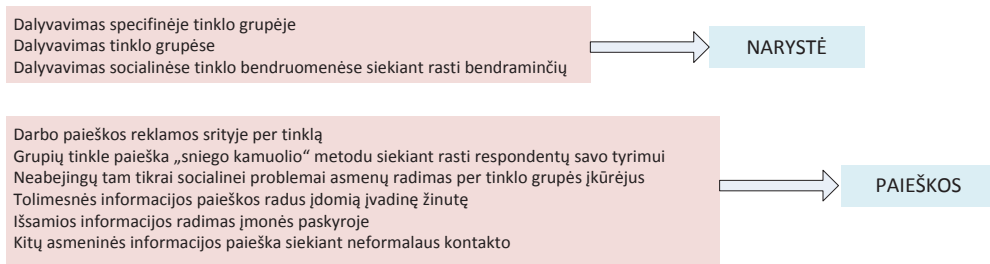 Dalyvavimas specifinėje tinklo grupėje
Dalyvavimas tinklo grupėse
Dalyvavimas socialinėse tinklo bendruomenėse siekiant rasti bendraminčių
NARYSTĖ
Darbo paieškos reklamos srityje per tinklą
Grupių tinkle paieška „sniego kamuolio“ metodu siekiant rasti respondentų savo tyrimui
Neabejingų tam tikrai socialinei problemai asmenų radimas per tinklo grupės įkūrėjus
Tolimesnės informacijos paieškos radus įdomią įvadinę žinutę
Išsamios informacijos radimas įmonės paskyroje
Kitų asmeninės informacijos paieška siekiant neformalaus kontakto
PAIEŠKOS